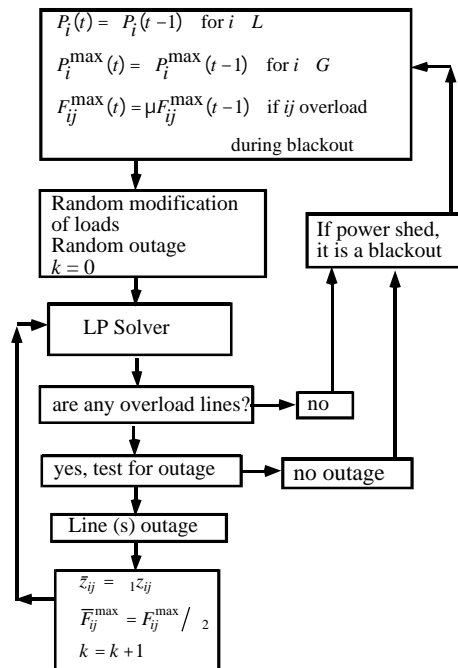 P_i(t) = P_i(t−1) for i L
P_i^max(t) = P_i^max(t−1) for i G
F_ij^max(t) = μF_ij^max(t−1) if ij overload
during blackout
Random modification
of loads
Random outage
k = 0
If power shed,
it is a blackout
LP Solver
are any overload lines?
no
yes, test for outage
no outage
Line (s) outage
z̄_ij = ₁z_ij
F̄_ij^max = F_ij^max / ₂
k = k+1